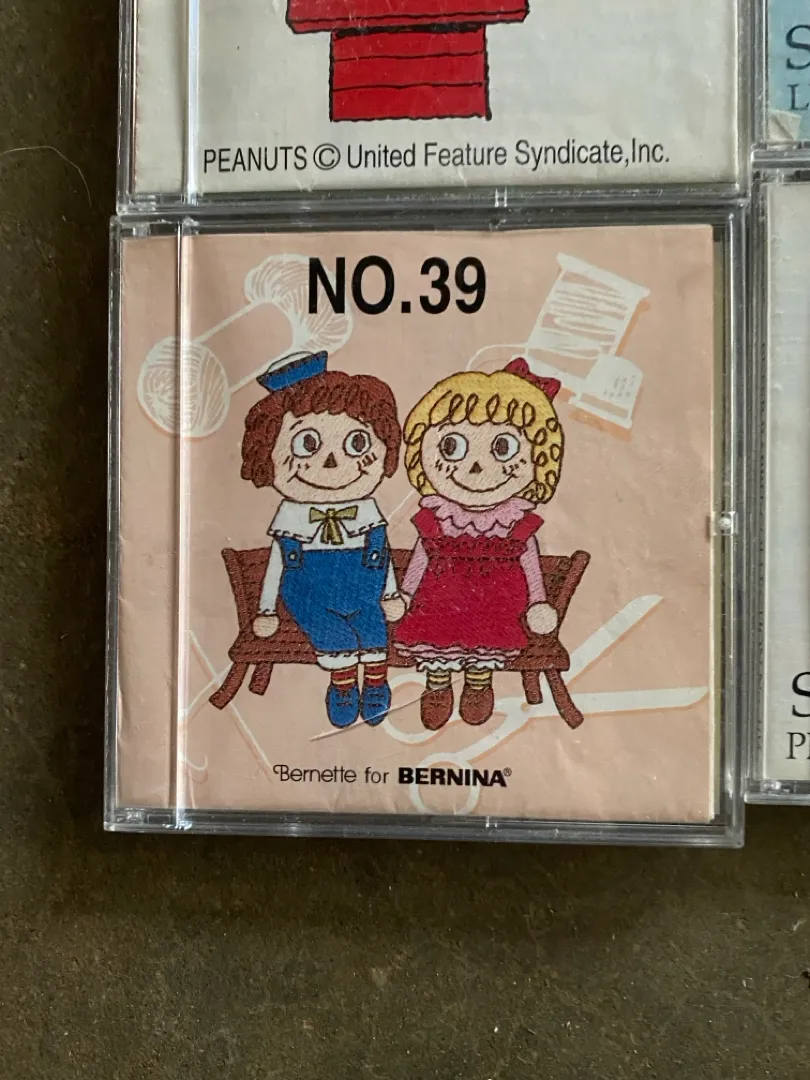 PEANUTS © United Feature Syndicate,Inc.
NO.39
Bernette for BERNINA®